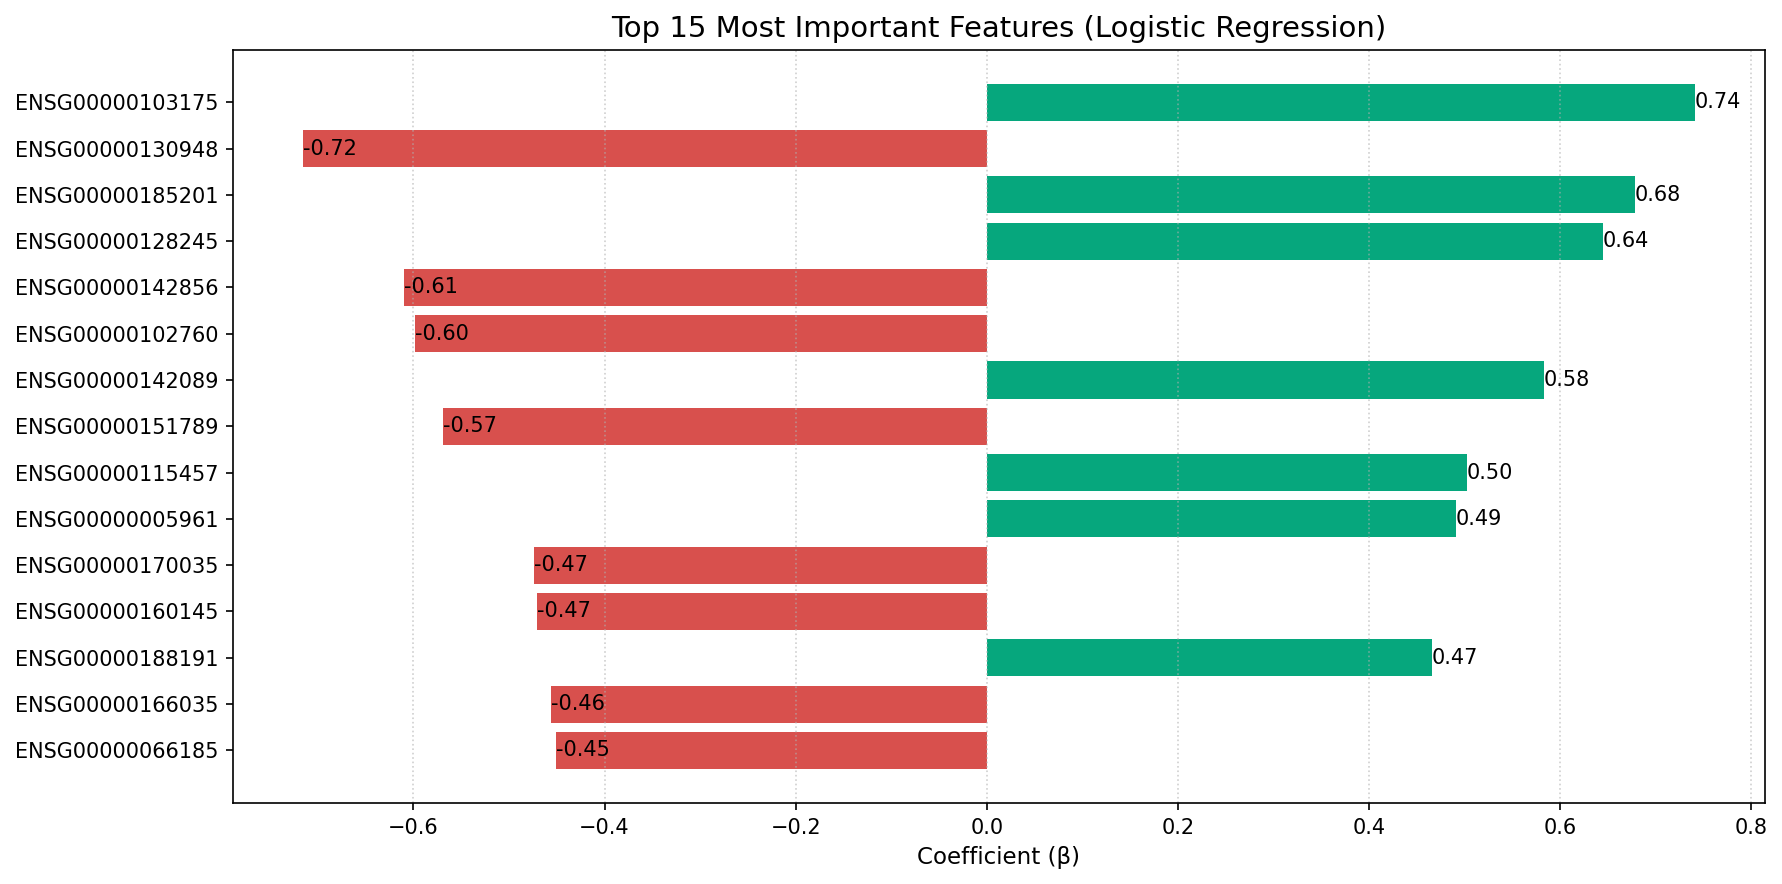 Top 15 Most Important Features (Logistic Regression)
ENSG00000103175 0.74
ENSG00000130948 -0.72
ENSG00000185201 0.68
ENSG00000128245 0.64
ENSG00000142856 -0.61
ENSG00000102760 -0.60
ENSG00000142089 0.58
ENSG00000151789 -0.57
ENSG00000115457 0.50
ENSG00000005961 0.49
ENSG00000170035 -0.47
ENSG00000160145 -0.47
ENSG00000188191 0.47
ENSG00000166035 -0.46
ENSG00000066185 -0.45
−0.6 −0.4 −0.2 0.0 0.2 0.4 0.6 0.8
Coefficient (β)